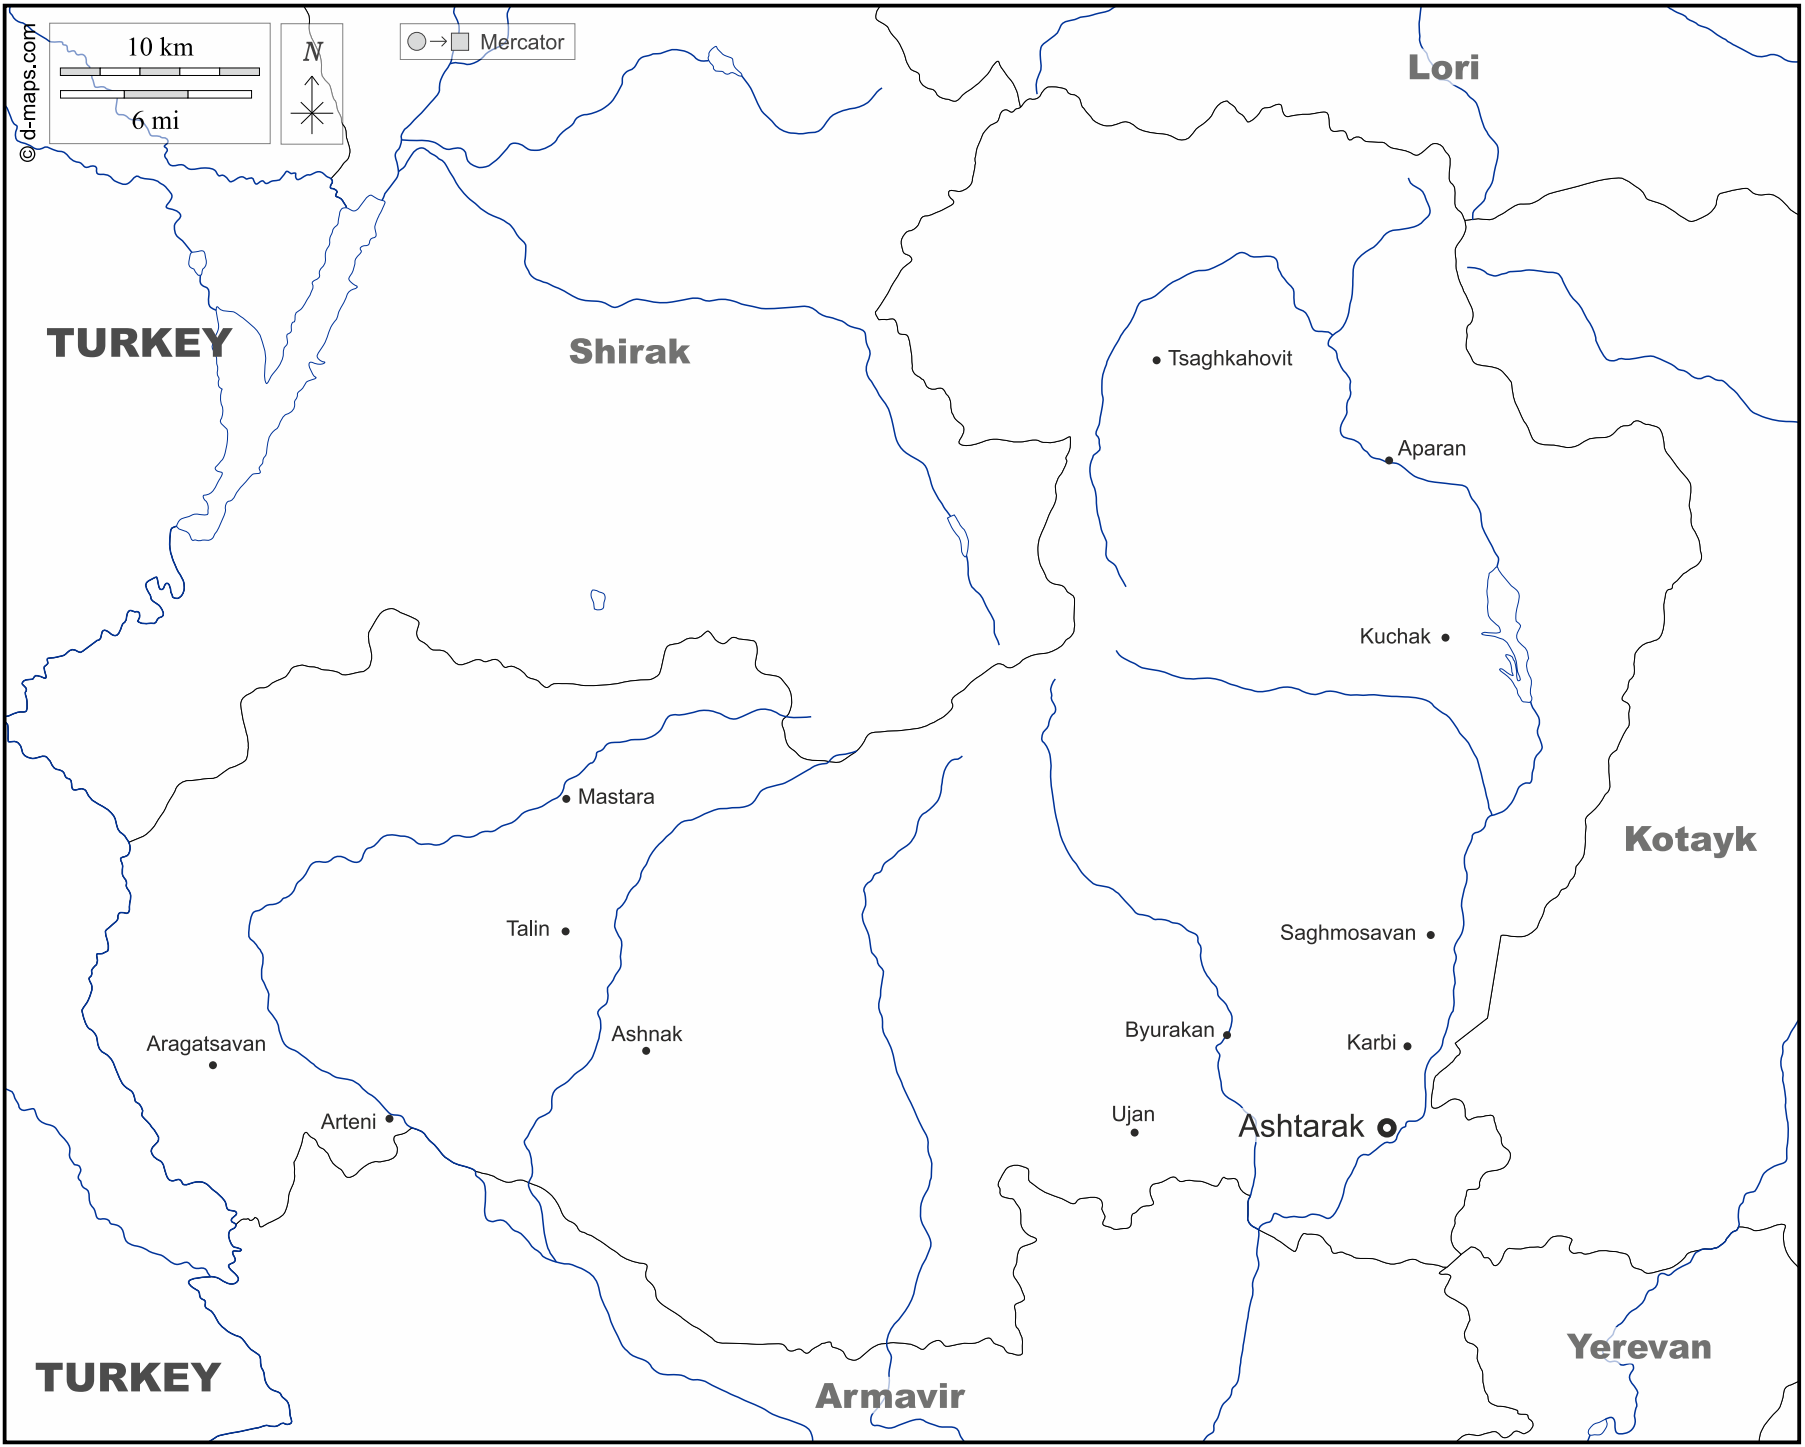 © d-maps.com
10 km
6 mi
N
Mercator
Lori
TURKEY
Shirak
Tsaghkahovit
Aparan
Kuchak
Mastara
Kotayk
Talin
Saghmosavan
Byurakan
Ashnak
Karbi
Aragatsavan
Arteni
Ujan
Ashtarak
Yerevan
TURKEY
Armavir